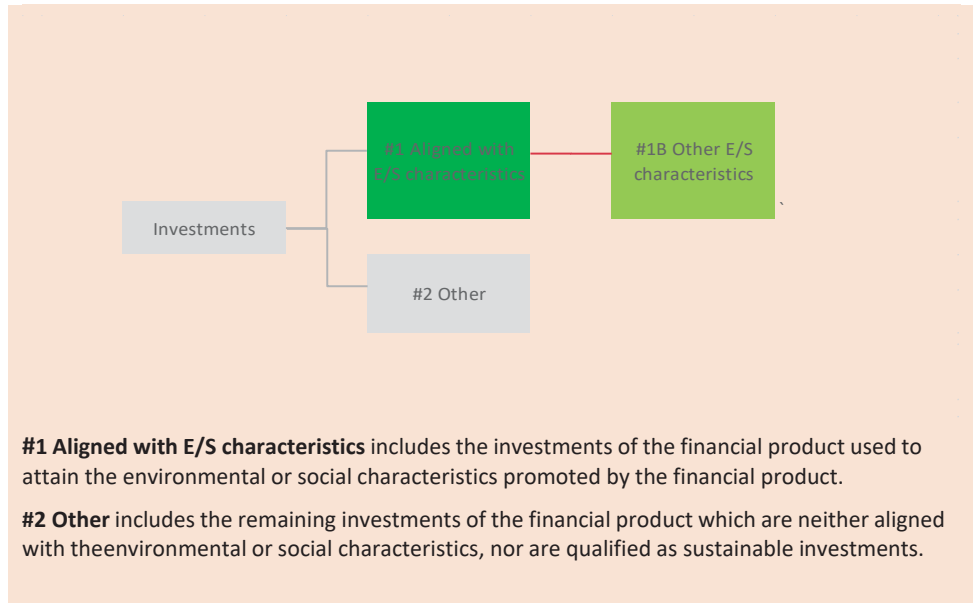 #1 Aligned with
E/S characteristics
#1B Other E/S
characteristics
`
Investments
#2 Other
#1 Aligned with E/S characteristics includes the investments of the financial product used to
attain the environmental or social characteristics promoted by the financial product.
#2 Other includes the remaining investments of the financial product which are neither aligned
with theenvironmental or social characteristics, nor are qualified as sustainable investments.